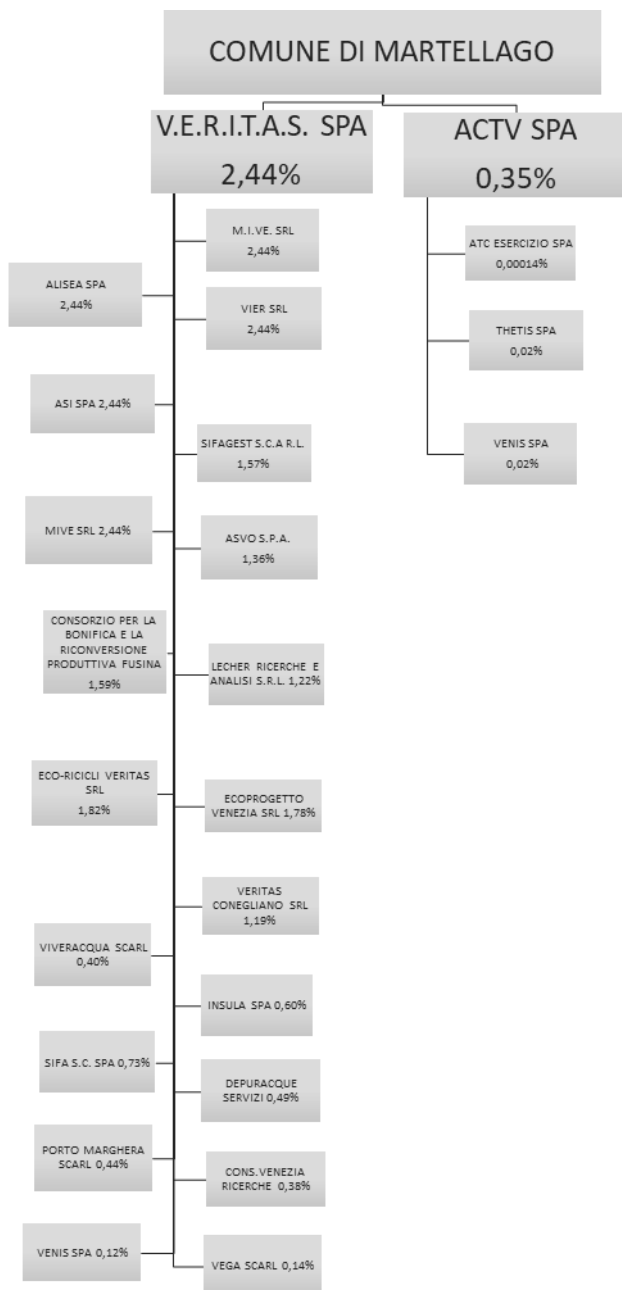 COMUNE DI MARTELLAGO
V.E.R.I.T.A.S. SPA
2,44%
ACTV SPA
0,35%
M.I.VE. SRL
2,44%
ATC ESERCIZIO SPA
0,00014%
ALISEA SPA
2,44%
VIER SRL
2,44%
THETIS SPA
0,02%
ASI SPA 2,44%
SIFAGEST S.C.A R.L.
1,57%
VENIS SPA
0,02%
MIVE SRL 2,44%
ASVO S.P.A.
1,36%
CONSORZIO PER LA
BONIFICA E LA
RICONVERSIONE
PRODUTTIVA FUSINA
1,59%
LECHER RICERCHE E
ANALISI S.R.L. 1,22%
ECO-RICICLI VERITAS
SRL
1,82%
ECOPROGETTO
VENEZIA SRL 1,78%
VERITAS
CONEGLIANO SRL
1,19%
VIVERACQUA SCARL
0,40%
INSULA SPA 0,60%
SIFA S.C. SPA 0,73%
DEPURACQUE
SERVIZI 0,49%
PORTO MARGHERA
SCARL 0,44%
CONS.VENEZIA
RICERCHE 0,38%
VENIS SPA 0,12%
VEGA SCARL 0,14%